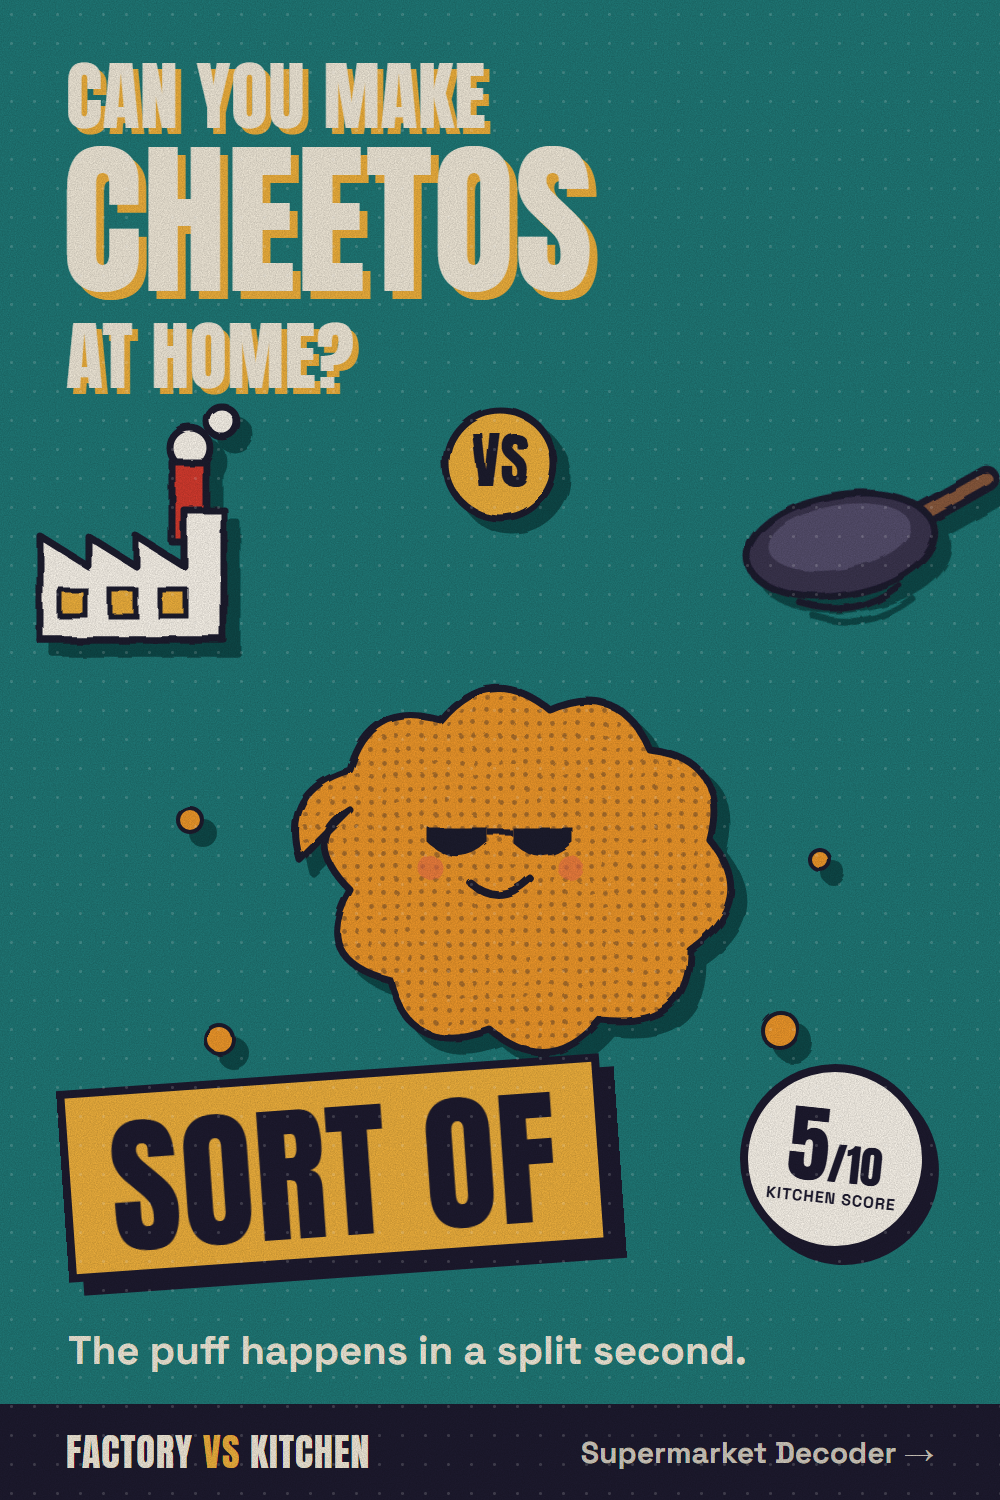 CAN YOU MAKE
CHEETOS
AT HOME?
VS
SORT OF
5/10
KITCHEN SCORE
The puff happens in a split second.
FACTORY VS KITCHEN
Supermarket Decoder →